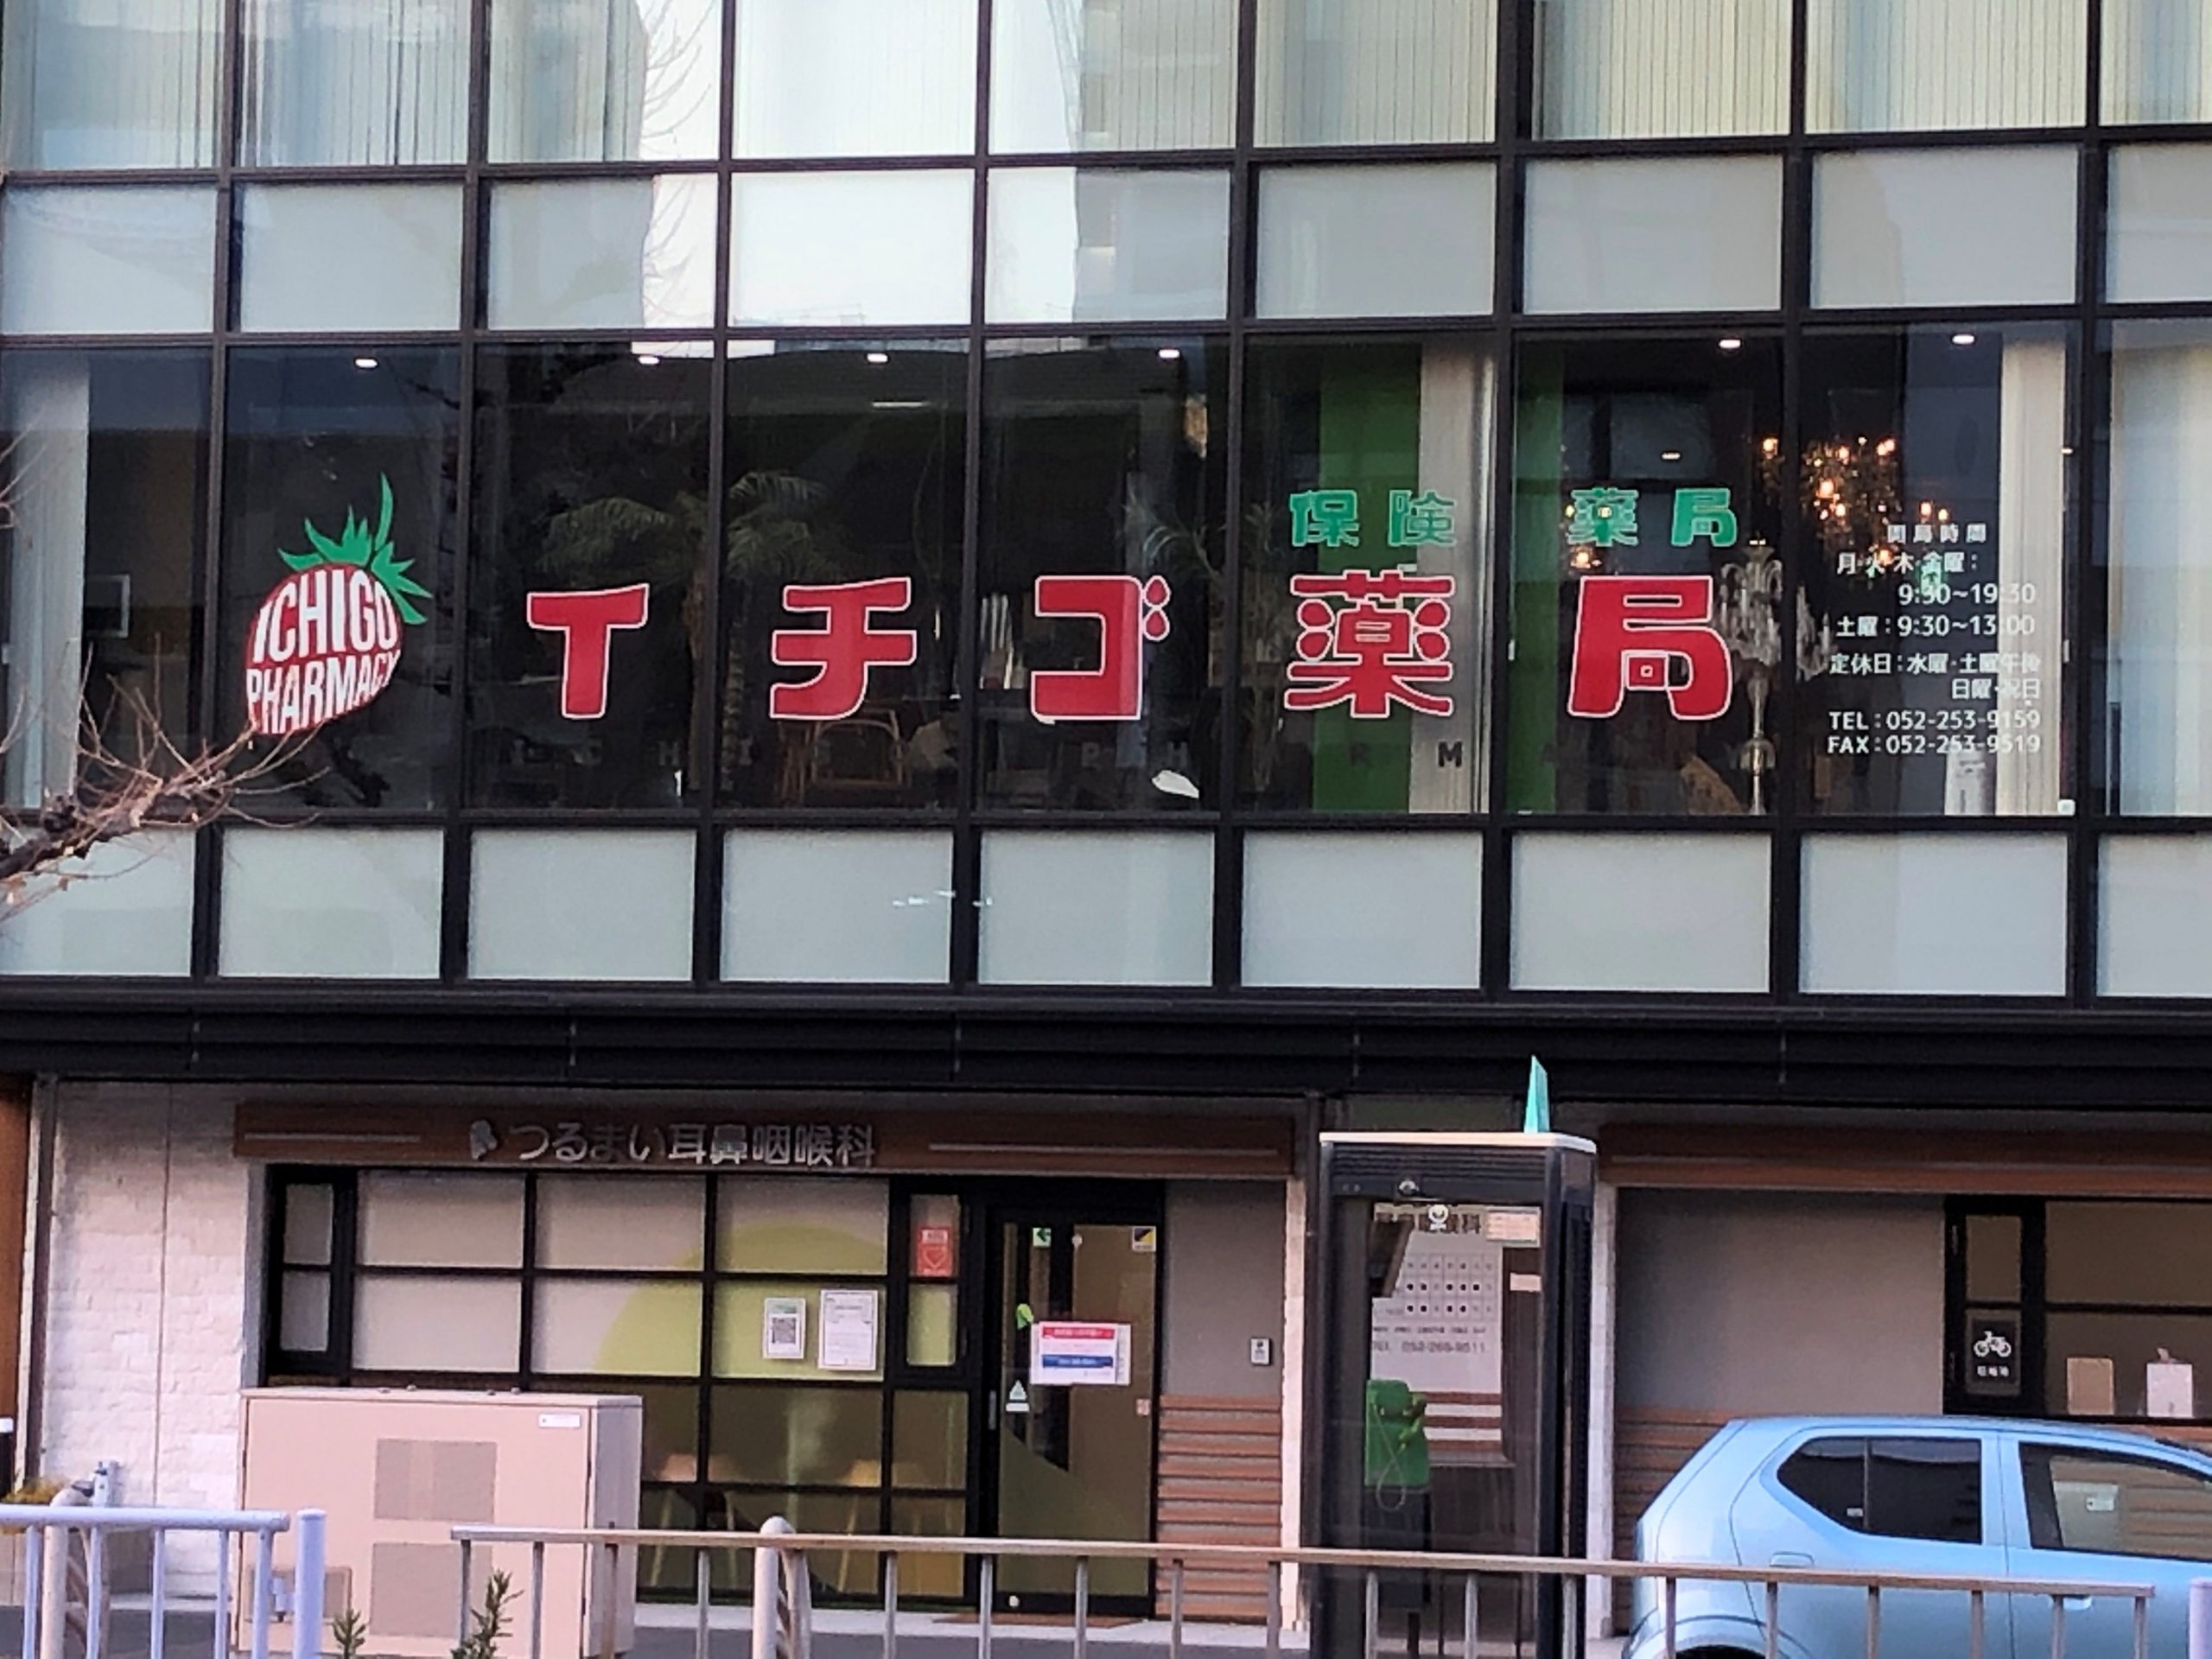 ICHIGO
PHARMACY
イチゴ薬局
保険 薬局
開局時間
月・火・木・金曜：
9:30~19:30
土曜：9:30~13:00
定休日：水曜・土曜午後
日曜・祝日
TEL：052-253-9159
FAX：052-253-9519
つるまい耳鼻咽喉科
駐輪場